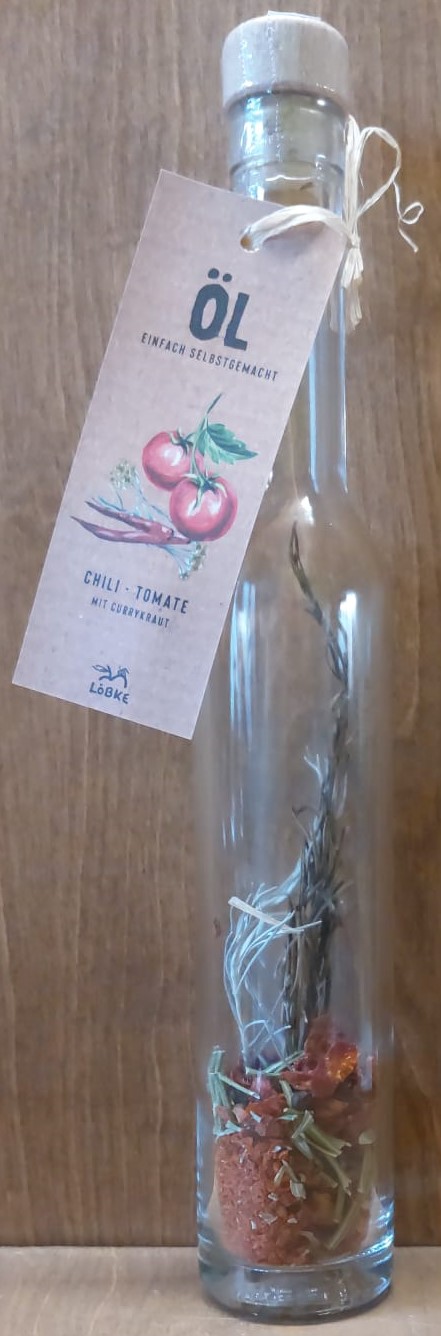 ÖL
EINFACH SELBSTGEMACHT
CHILI · TOMATE
MIT CURRYKRAUT
LÖBKE